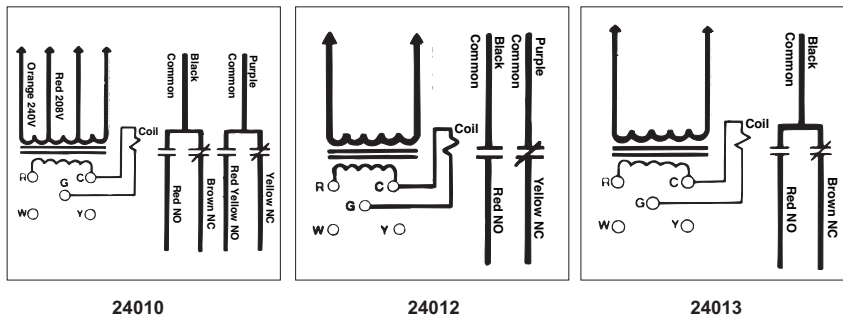 Orange 240V
Red 208V
Common
Black
Common
Purple
Coil
R
C
G
W
Y
Red NO
Brown NC
Red Yellow NO
Yellow NC
24010
Common
Black
Common
Purple
Coil
R
C
G
W
Y
Red NO
Yellow NC
24012
Common
Black
Coil
R
C
G
W
Y
Red NO
Brown NC
24013